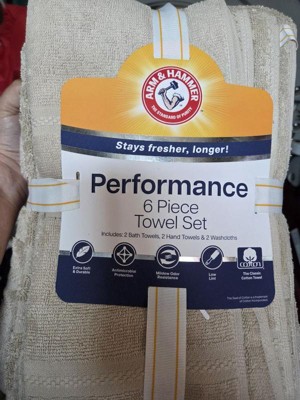 ARM & HAMMER
THE STANDARD OF PURITY
Stays fresher, longer!
Performance
6 Piece
Towel Set
Includes: 2 Bath Towels, 2 Hand Towels & 2 Washcloths
Extra Soft
& Durable
Antimicrobial
Protection
Mildew Odor
Resistance
Low
Lint
COTTON
The Classic
Cotton Towel